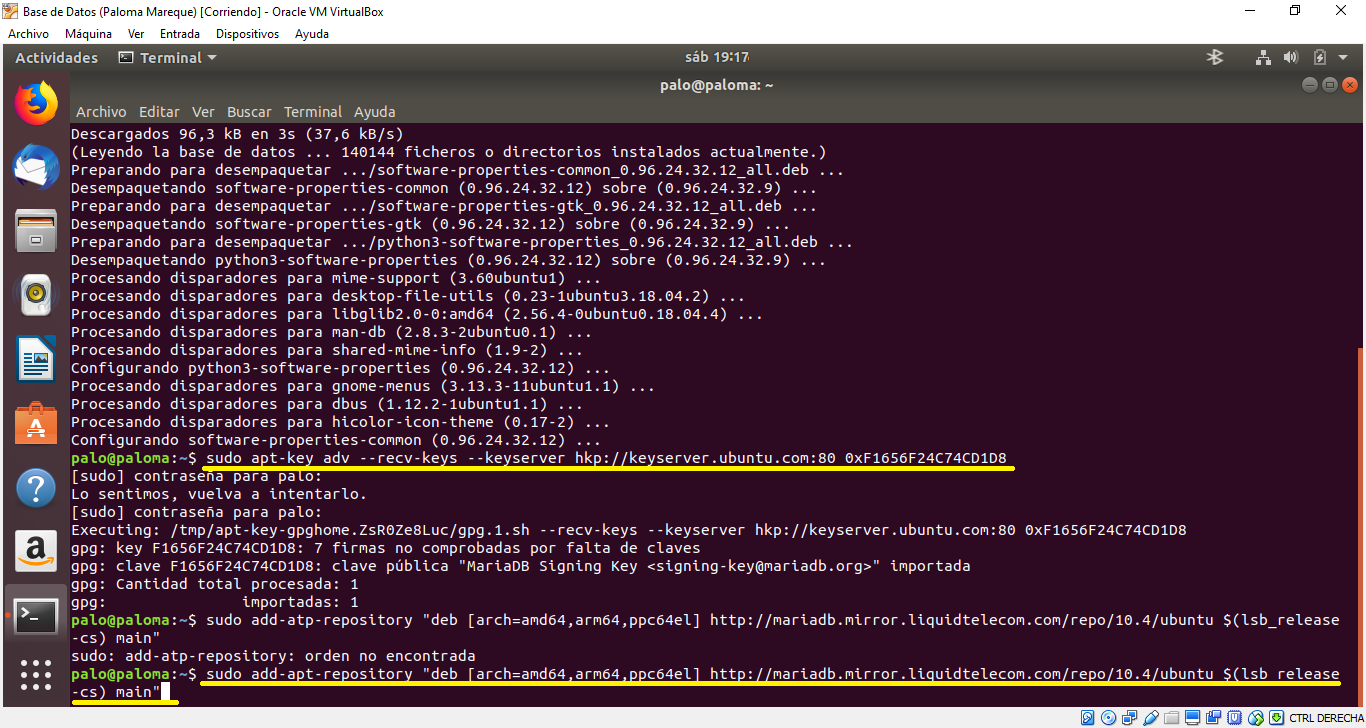 Base de Datos (Paloma Mareque) [Corriendo] - Oracle VM VirtualBox
Archivo Máquina Ver Entrada Dispositivos Ayuda
Actividades Terminal sáb 19:17
palo@paloma: ~
Archivo Editar Ver Buscar Terminal Ayuda
Descargados 96,3 kB en 3s (37,6 kB/s)
(Leyendo la base de datos ... 140144 ficheros o directorios instalados actualmente.)
Preparando para desempaquetar .../software-properties-common_0.96.24.32.12_all.deb ...
Desempaquetando software-properties-common (0.96.24.32.12) sobre (0.96.24.32.9) ...
Preparando para desempaquetar .../software-properties-gtk_0.96.24.32.12_all.deb ...
Desempaquetando software-properties-gtk (0.96.24.32.12) sobre (0.96.24.32.9) ...
Preparando para desempaquetar .../python3-software-properties_0.96.24.32.12_all.deb ...
Desempaquetando python3-software-properties (0.96.24.32.12) sobre (0.96.24.32.9) ...
Procesando disparadores para mime-support (3.60ubuntu1) ...
Procesando disparadores para desktop-file-utils (0.23-1ubuntu3.18.04.2) ...
Procesando disparadores para libglib2.0-0:amd64 (2.56.4-0ubuntu0.18.04.4) ...
Procesando disparadores para man-db (2.8.3-2ubuntu0.1) ...
Procesando disparadores para shared-mime-info (1.9-2) ...
Configurando python3-software-properties (0.96.24.32.12) ...
Procesando disparadores para gnome-menus (3.13.3-11ubuntu1.1) ...
Procesando disparadores para dbus (1.12.2-1ubuntu1.1) ...
Procesando disparadores para hicolor-icon-theme (0.17-2) ...
Configurando software-properties-common (0.96.24.32.12) ...
palo@paloma:~$ sudo apt-key adv --recv-keys --keyserver hkp://keyserver.ubuntu.com:80 0xF1656F24C74CD1D8
[sudo] contraseña para palo:
Lo sentimos, vuelva a intentarlo.
[sudo] contraseña para palo:
Executing: /tmp/apt-key-gpghome.ZsR0Ze8Luc/gpg.1.sh --recv-keys --keyserver hkp://keyserver.ubuntu.com:80 0xF1656F24C74CD1D8
gpg: key F1656F24C74CD1D8: 7 firmas no comprobadas por falta de claves
gpg: clave F1656F24C74CD1D8: clave pública "MariaDB Signing Key <signing-key@mariadb.org>" importada
gpg: Cantidad total procesada: 1
gpg: importadas: 1
palo@paloma:~$ sudo add-atp-repository "deb [arch=amd64,arm64,ppc64el] http://mariadb.mirror.liquidtelecom.com/repo/10.4/ubuntu $(lsb_release
-cs) main"
sudo: add-atp-repository: orden no encontrada
palo@paloma:~$ sudo add-apt-repository "deb [arch=amd64,arm64,ppc64el] http://mariadb.mirror.liquidtelecom.com/repo/10.4/ubuntu $(lsb_release
-cs) main"
CTRL DERECHA